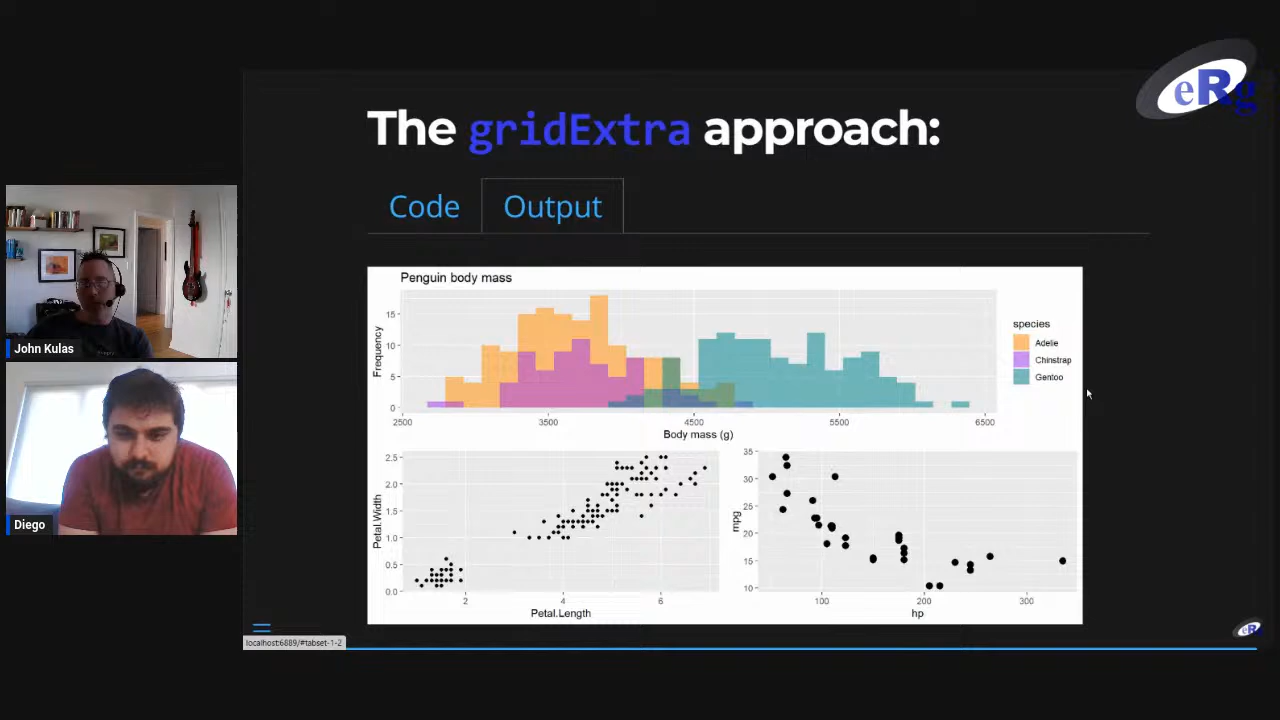 eRg
The gridExtra approach:
Code Output
Penguin body mass
Frequency
15
10
5
0
2500 3500 4500 5500 6500
Body mass (g)
species
Adelie
Chinstrap
Gentoo
John Kulas
Diego
Petal.Width
2.5
2.0
1.5
1.0
0.5
0.0
2 4 6
Petal.Length
mpg
35
30
25
20
15
10
100 200 300
hp
localhost:6889/#tabset-1-2
eRg